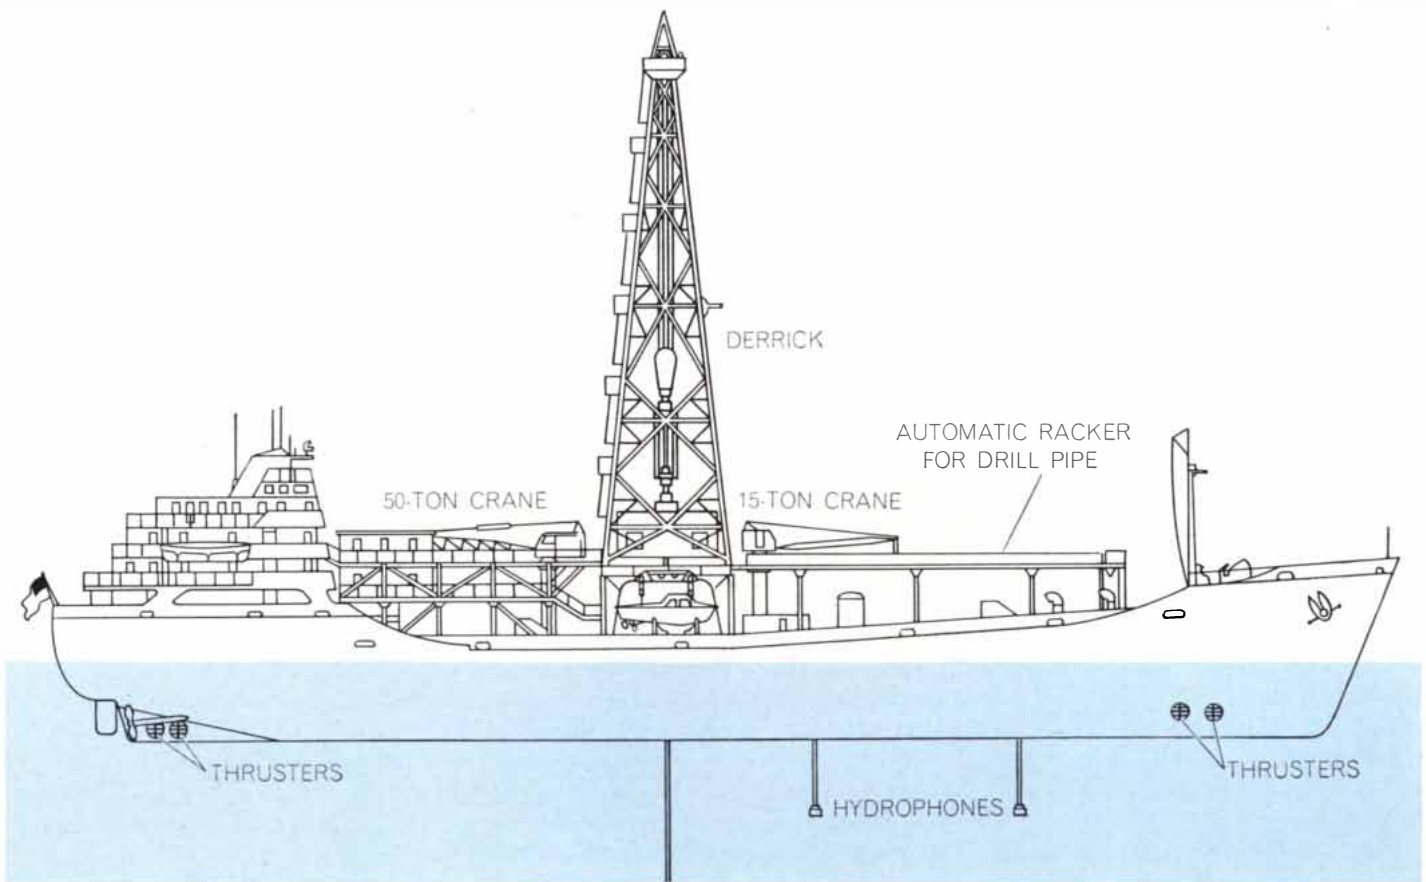 DERRICK
AUTOMATIC RACKER
FOR DRILL PIPE
50-TON CRANE
15-TON CRANE
THRUSTERS
THRUSTERS
HYDROPHONES